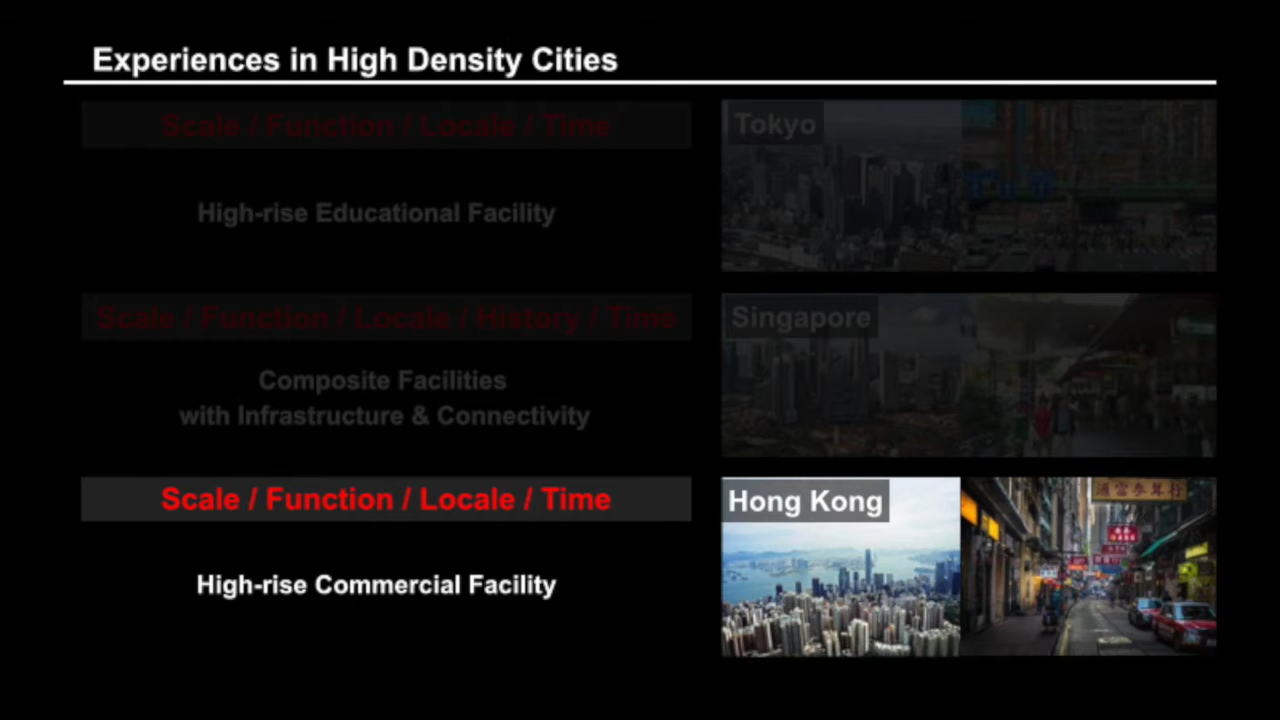 Experiences in High Density Cities
Scale / Function / Locale / Time
Tokyo
High-rise Educational Facility
Scale / Function / Locale / History / Time
Singapore
Composite Facilities
with Infrastructure & Connectivity
Scale / Function / Locale / Time
Hong Kong
High-rise Commercial Facility